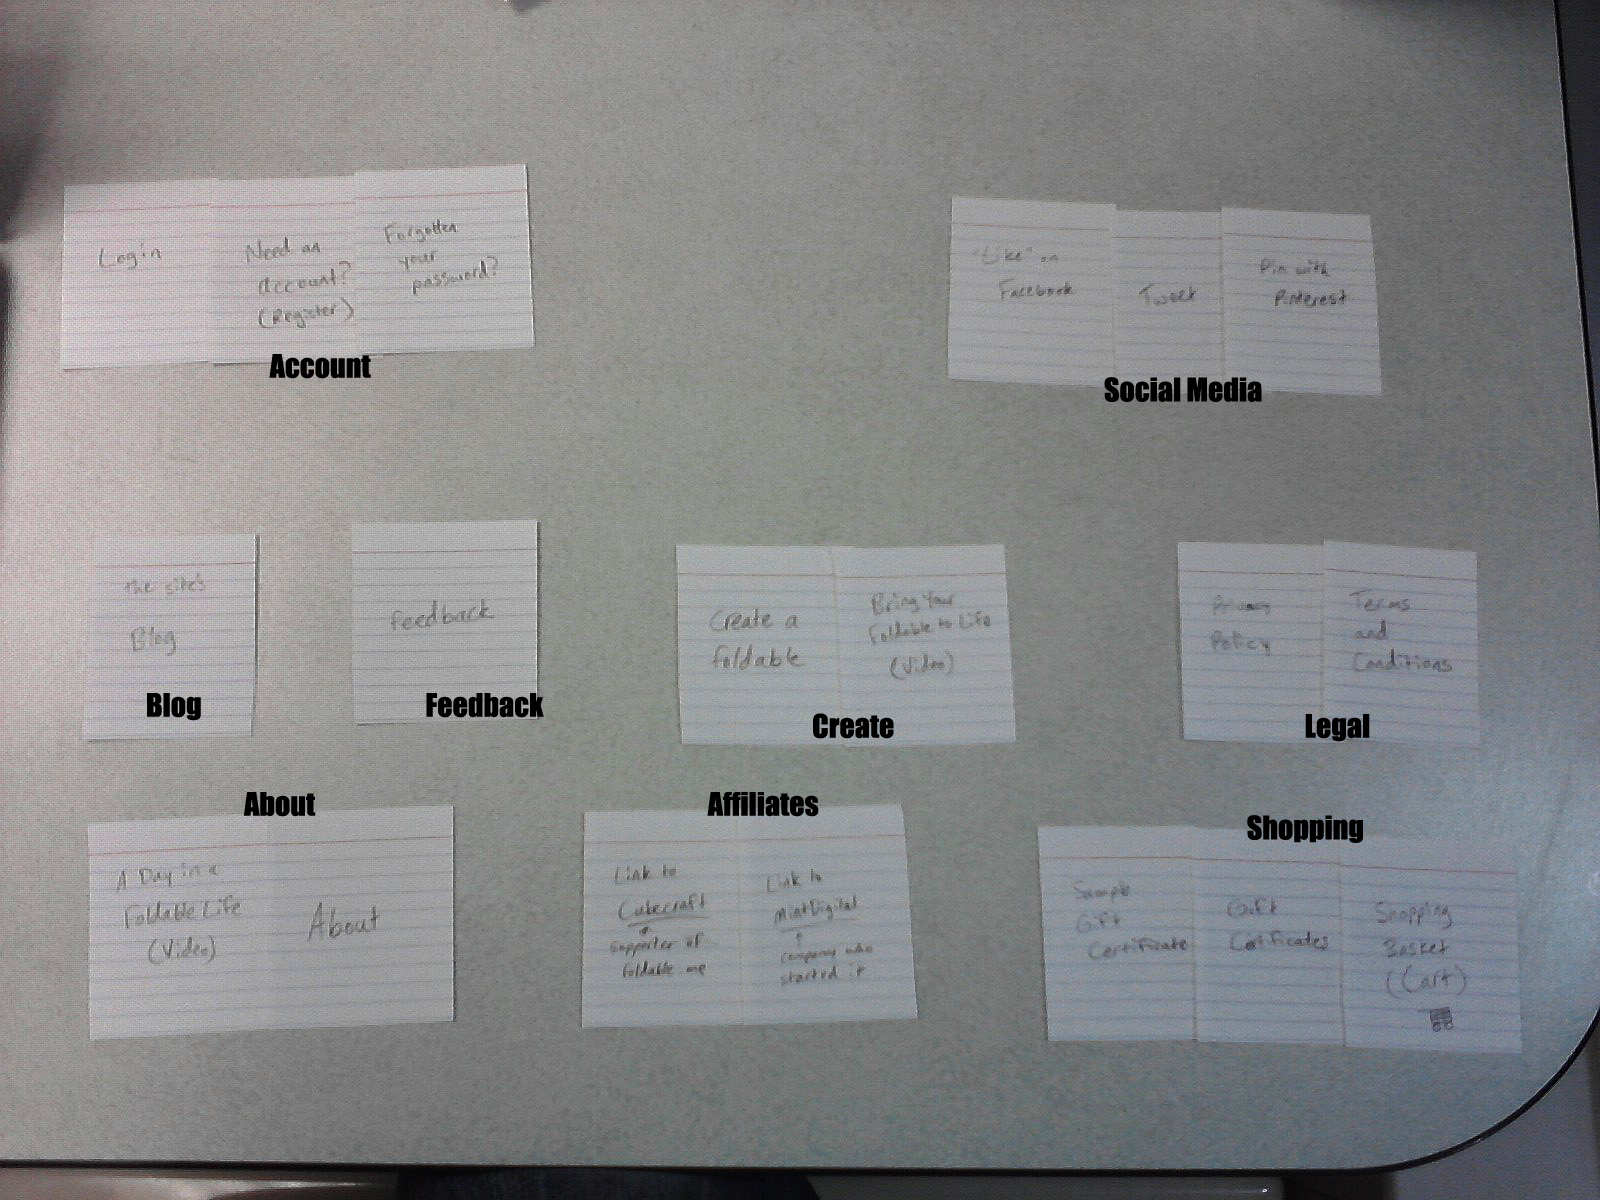 Login
Need an
account?
(Register)
Forgotten
your
password?
Account
"Like" on
Facebook
Tweet
Pin with
Pinterest
Social Media
the site's
Blog
Blog
feedback
Feedback
Create a
foldable
Bring Your
Foldable to Life
(Video)
Create
Privacy
Policy
Terms
and
Conditions
Legal
About
A Day in a
Foldable Life
(Video)
About
Affiliates
Link to
Cubecraft
supporter of
foldable.me
Link to
MintDigital
company who
started it
Shopping
Sample
Gift
Certificate
Gift
Certificates
Shopping
Basket
(Cart)